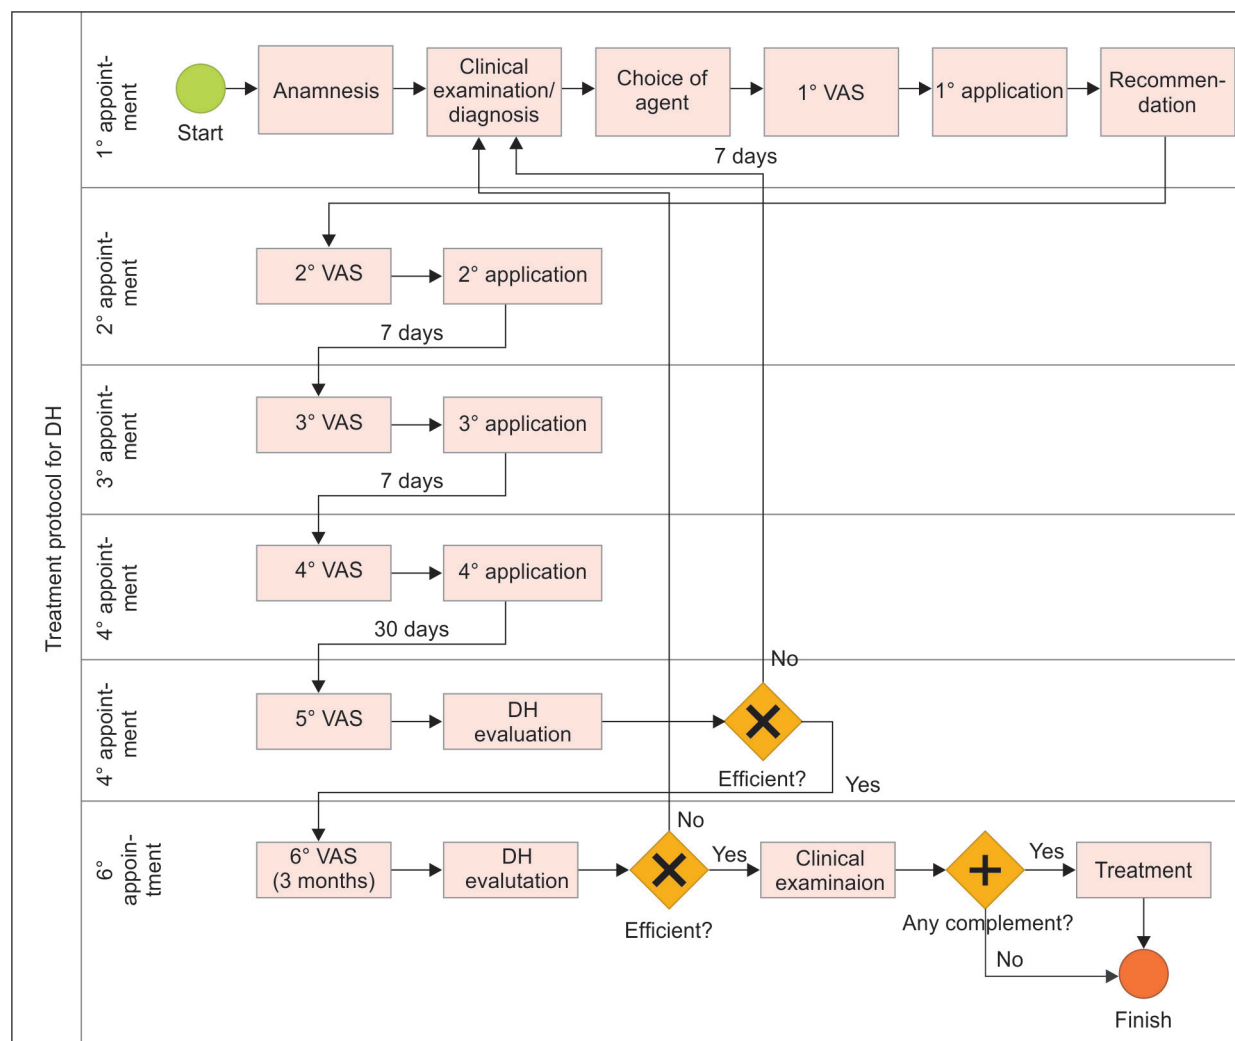 Treatment protocol for DH
1° appoint-
ment
Start
Anamnesis
Clinical
examination/
diagnosis
Choice of
agent
1° VAS
1° application
Recommen-
dation
7 days
2° appoint-
ment
2° VAS
2° application
7 days
3° appoint-
ment
3° VAS
3° application
7 days
4° appoint-
ment
4° VAS
4° application
30 days
4° appoint-
ment
5° VAS
DH
evaluation
No
Efficient?
Yes
6°
appoin-
tment
6° VAS
(3 months)
DH
evalutation
No
Efficient?
Yes
Clinical
examinaion
Any complement?
Yes
No
Treatment
Finish